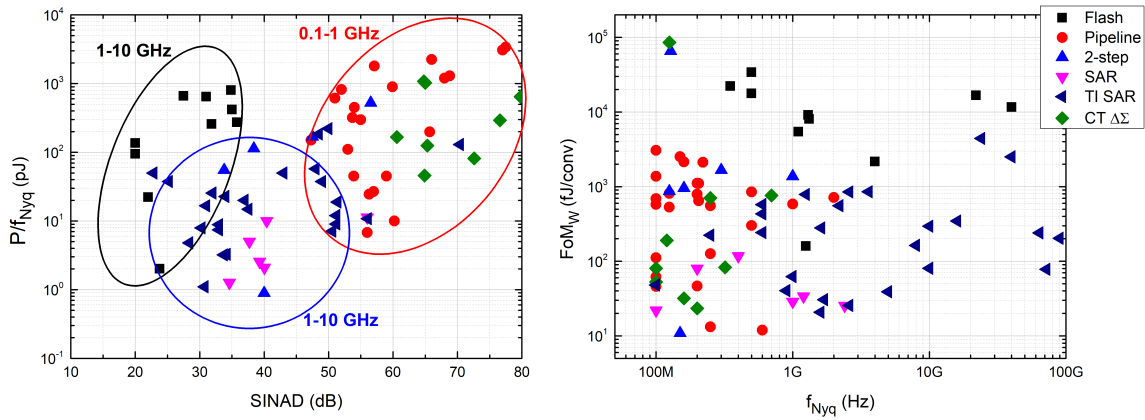 1-10 GHz
0.1-1 GHz
1-10 GHz
10⁴
10³
10²
10¹
10⁰
10⁻¹
P/f_Nyq (pJ)
10 20 30 40 50 60 70 80
SINAD (dB)
10⁵
10⁴
10³
10²
10¹
FoM_W (fJ/conv)
100M 1G 10G 100G
f_Nyq (Hz)
Flash
Pipeline
2-step
SAR
TI SAR
CT ΔΣ